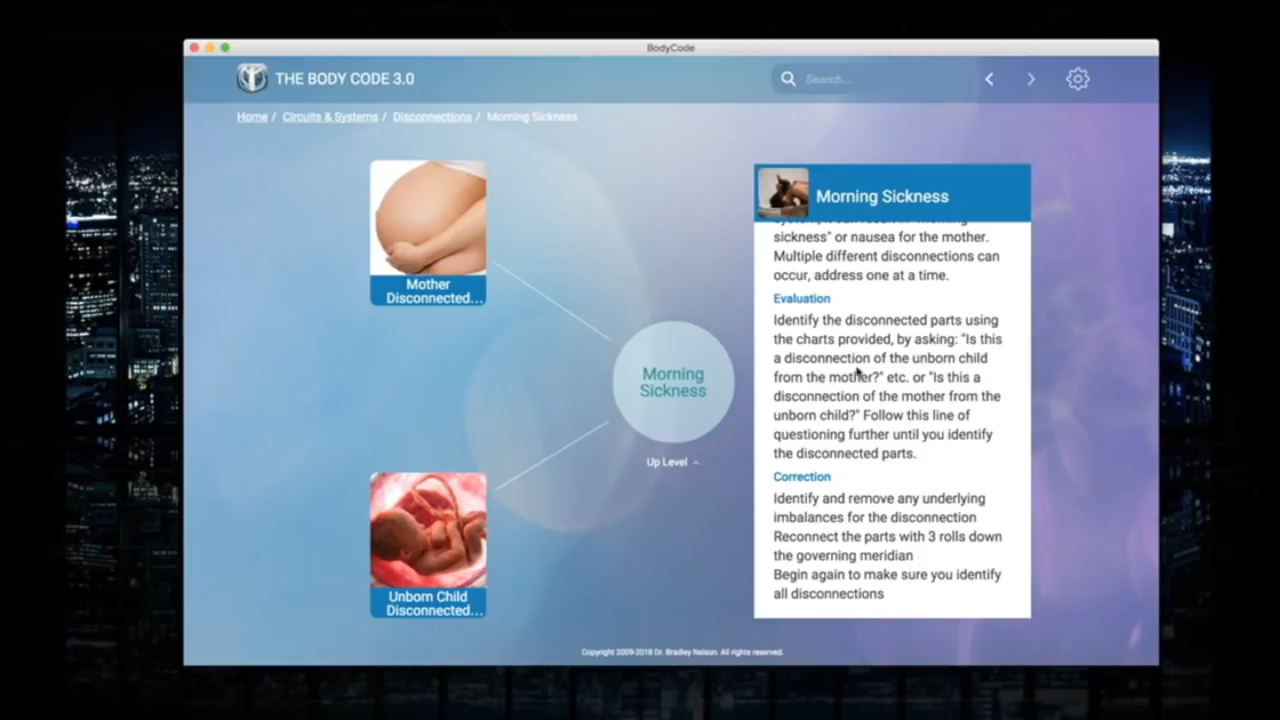 BodyCode
THE BODY CODE 3.0
Search...
Home / Circuits & Systems / Disconnections / Morning Sickness
Mother
Disconnected...
Unborn Child
Disconnected...
Morning
Sickness
Up Level
Morning Sickness
sickness" or nausea for the mother.
Multiple different disconnections can
occur, address one at a time.
Evaluation
Identify the disconnected parts using
the charts provided, by asking: "Is this
a disconnection of the unborn child
from the mother?" etc. or "Is this a
disconnection of the mother from the
unborn child?" Follow this line of
questioning further until you identify
the disconnected parts.
Correction
Identify and remove any underlying
imbalances for the disconnection
Reconnect the parts with 3 rolls down
the governing meridian
Begin again to make sure you identify
all disconnections
Copyright 2009-2018 Dr. Bradley Nelson. All rights reserved.